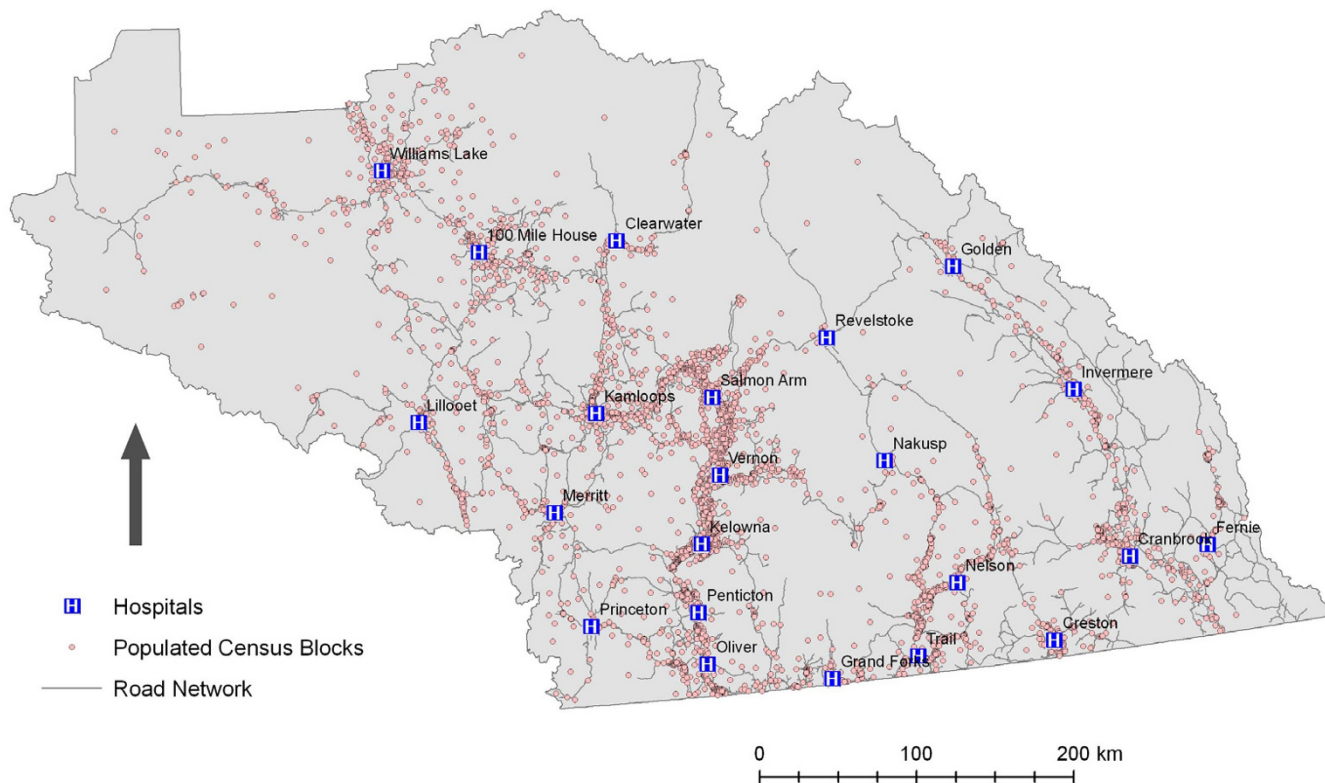 Williams Lake
100 Mile House
Clearwater
Golden
Revelstoke
Invermere
Salmon Arm
Kamloops
Lillooet
Nakusp
Vernon
Merritt
Kelowna
Cranbrook
Fernie
Nelson
Penticton
Princeton
Creston
Trail
Oliver
Grand Forks
H Hospitals
Populated Census Blocks
Road Network
0 100 200 km